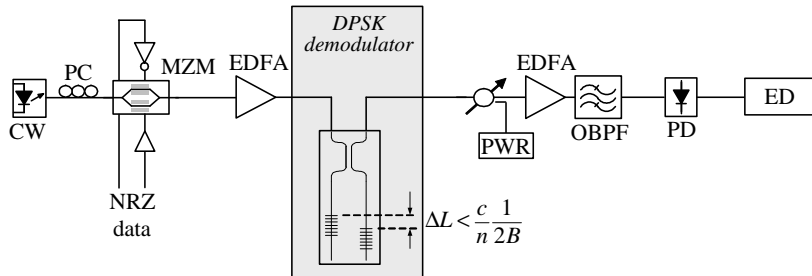 DPSK
demodulator
PC
MZM
EDFA
EDFA
CW
OBPF
PD
ED
PWR
NRZ
data
ΔL < c/n 1/2B